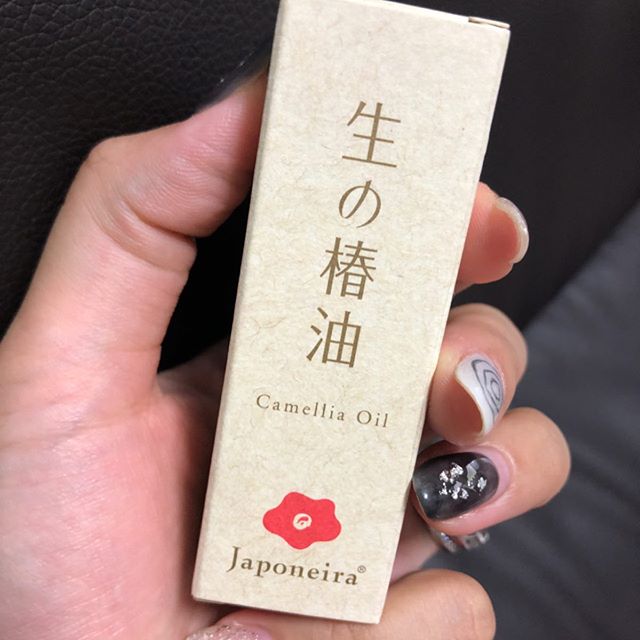 生の椿油
Camellia Oil
Japoneira®